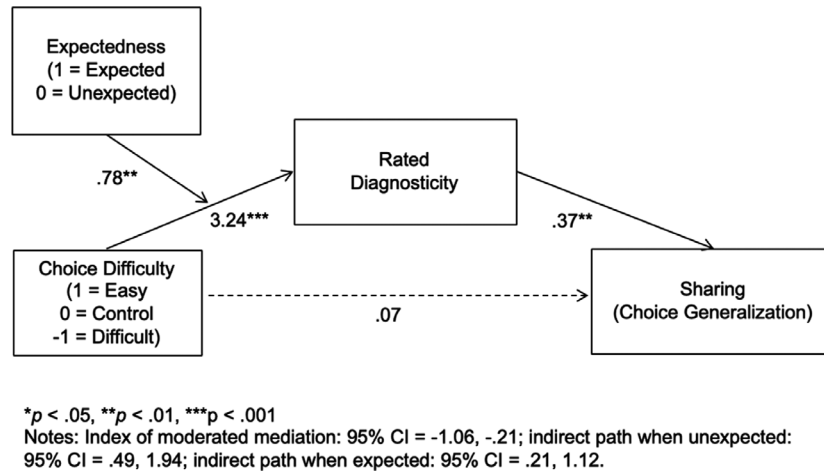 Expectedness
(1 = Expected
0 = Unexpected)
.78**
Rated
Diagnosticity
3.24***
.37**
Choice Difficulty
(1 = Easy
0 = Control
-1 = Difficult)
.07
Sharing
(Choice Generalization)
*p < .05, **p < .01, ***p < .001
Notes: Index of moderated mediation: 95% CI = -1.06, -.21; indirect path when unexpected:
95% CI = .49, 1.94; indirect path when expected: 95% CI = .21, 1.12.